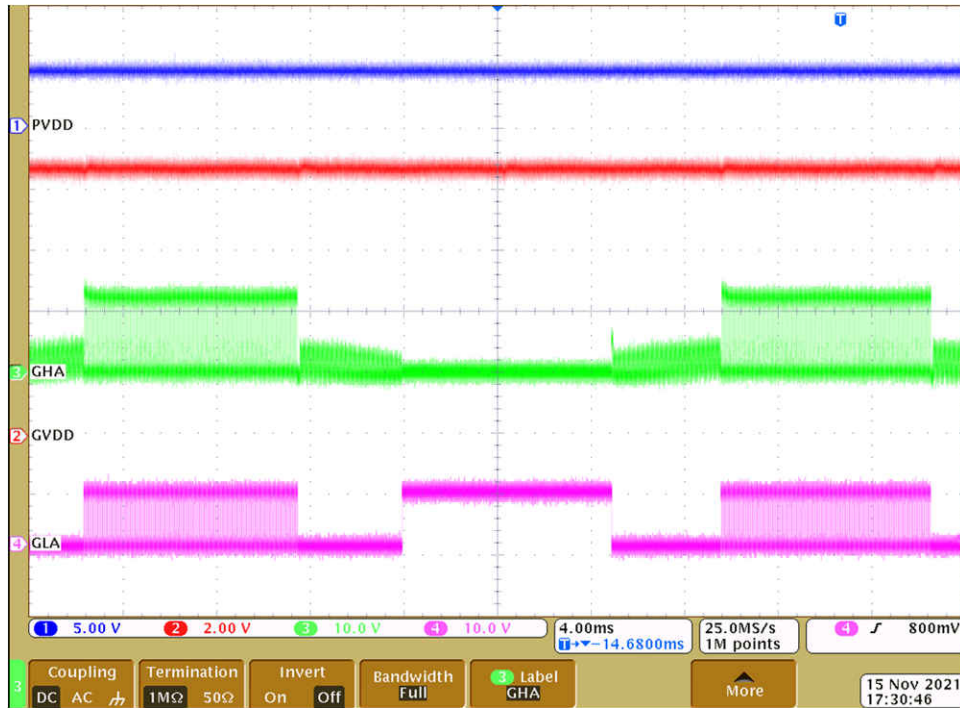 T
1 PVDD
3 GHA
2 GVDD
4 GLA
1 5.00 V 2 2.00 V 3 10.0 V 4 10.0 V
4.00ms
T→▼−14.6800ms
25.0MS/s
1M points
4 ∫ 800mV
3
Coupling
DC AC
Termination
1MΩ 50Ω
Invert
On Off
Bandwidth
Full
3 Label
GHA
More
15 Nov 2021
17:30:46